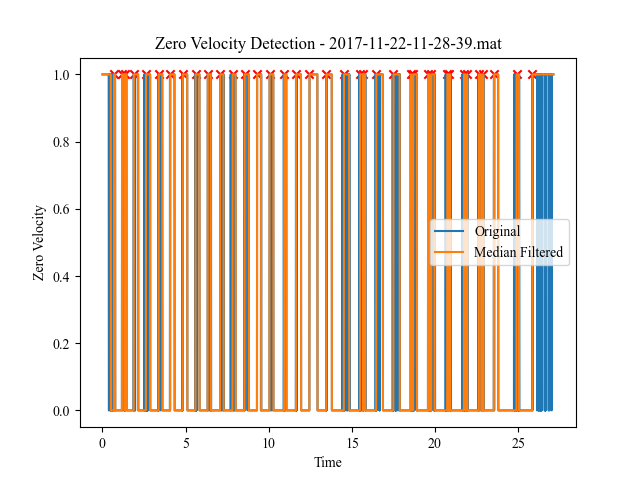 Zero Velocity Detection - 2017-11-22-11-28-39.mat
1.0
0.8
0.6
0.4
0.2
0.0
Zero Velocity
Original
Median Filtered
0
5
10
15
20
25
Time